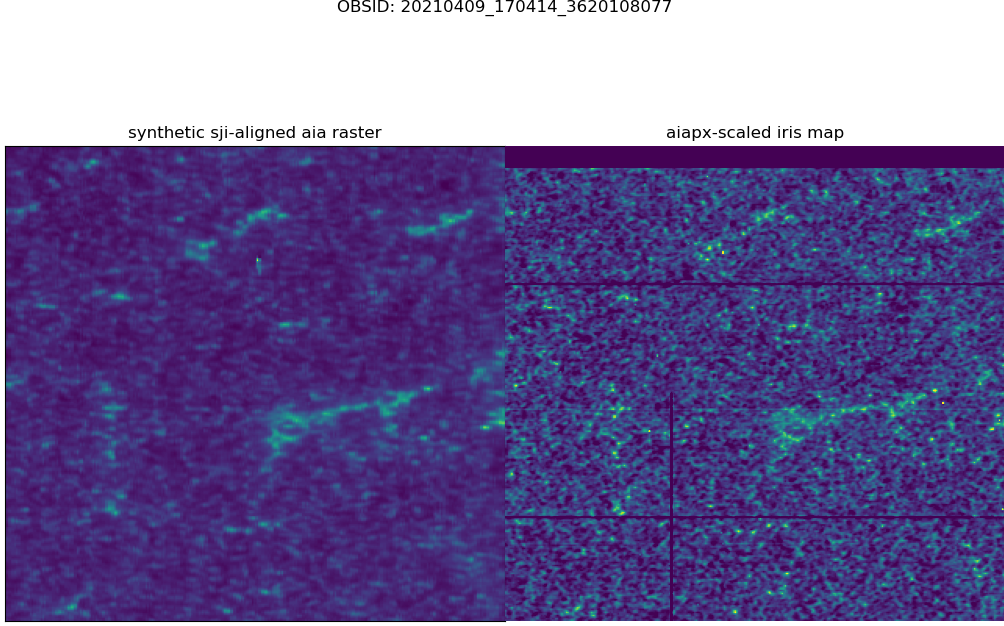 OBSID: 20210409_170414_3620108077
synthetic sji-aligned aia raster
aiapx-scaled iris map